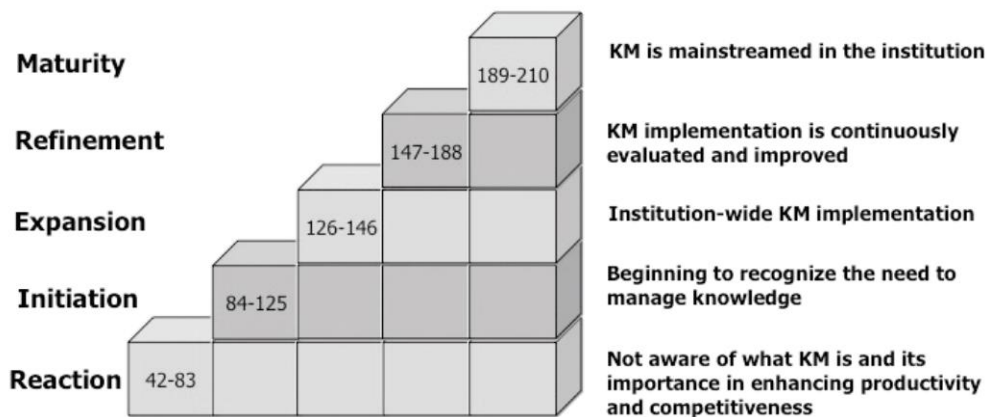 Maturity
189-210
KM is mainstreamed in the institution
Refinement
147-188
KM implementation is continuously
evaluated and improved
Expansion
126-146
Institution-wide KM implementation
Initiation
84-125
Beginning to recognize the need to
manage knowledge
Reaction
42-83
Not aware of what KM is and its
importance in enhancing productivity
and competitiveness